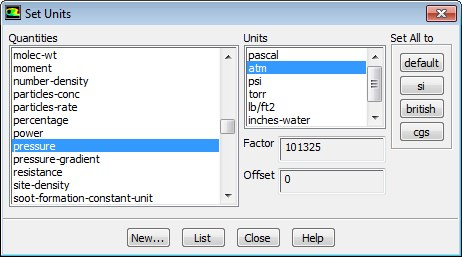 Set Units
Quantities
molec-wt
moment
number-density
particles-conc
particles-rate
percentage
power
pressure
pressure-gradient
resistance
site-density
soot-formation-constant-unit
Units
pascal
atm
psi
torr
lb/ft2
inches-water
Factor 101325
Offset 0
Set All to
default
si
british
cgs
New... List Close Help